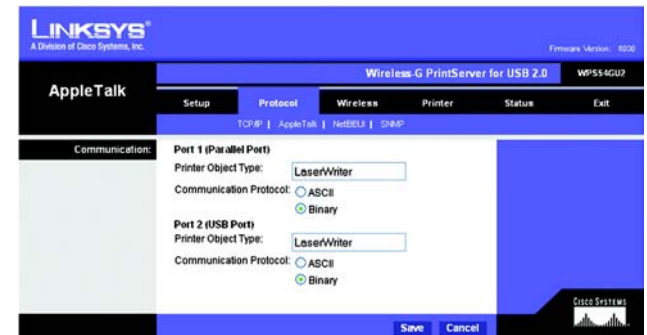 LINKSYS®
A Division of Cisco Systems, Inc.
Firmware Version: 6030
AppleTalk
Wireless-G PrintServer for USB 2.0 WPS54GU2
Setup Protocol Wireless Printer Status Exit
TCP/IP | AppleTalk | NetBEUI | SNMP
Communication:
Port 1 (Parallel Port)
Printer Object Type: LaserWriter
Communication Protocol: ASCII
Binary
Port 2 (USB Port)
Printer Object Type: LaserWriter
Communication Protocol: ASCII
Binary
Save Cancel
CISCO SYSTEMS